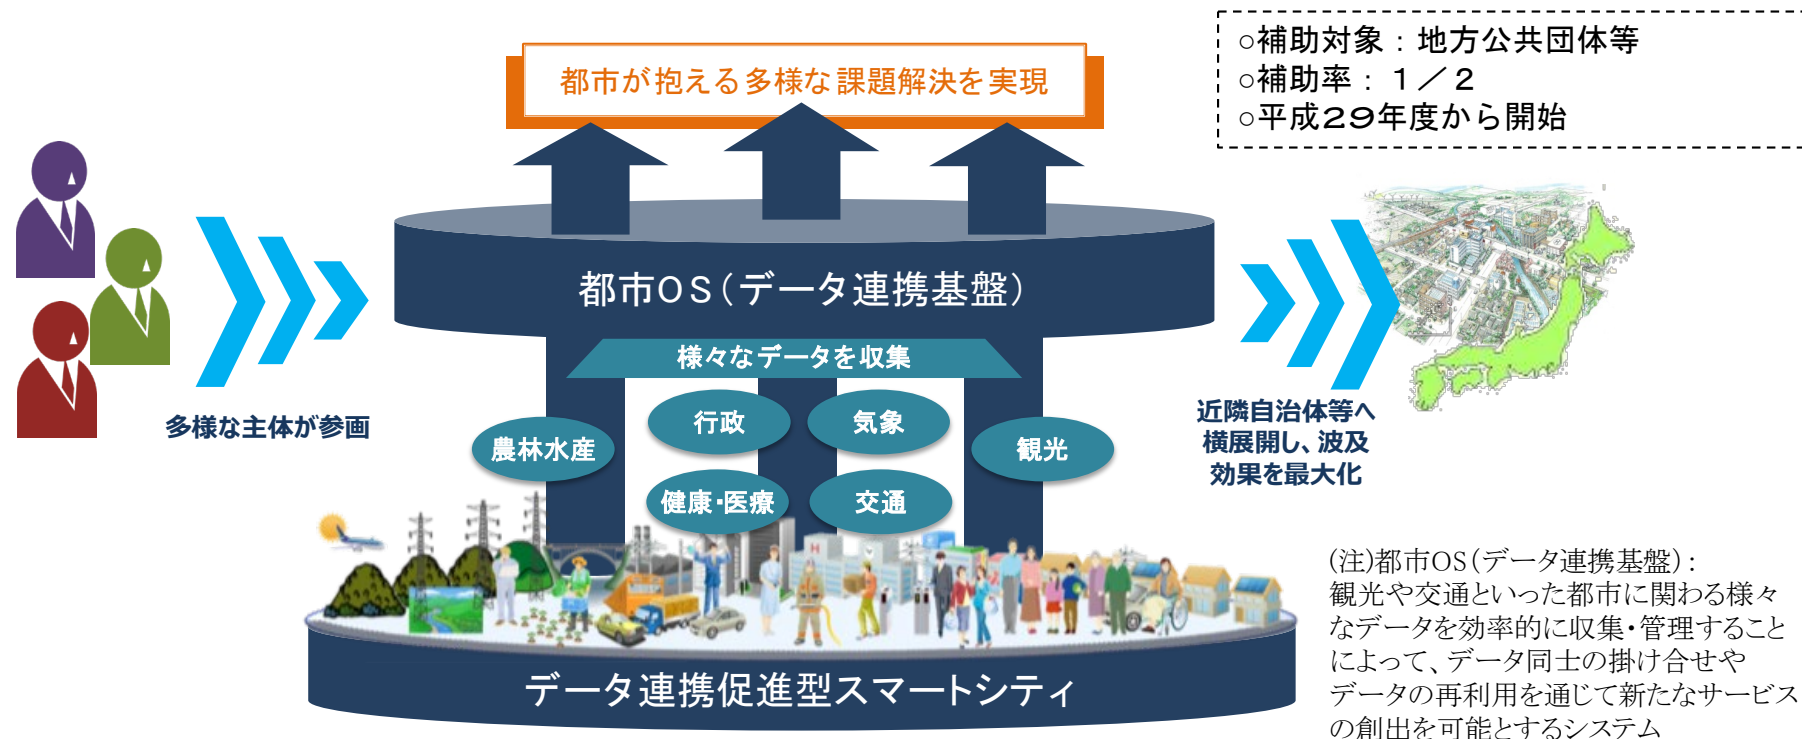 都市が抱える多様な課題解決を実現
○補助対象：地方公共団体等
○補助率：１／２
○平成２９年度から開始
都市ＯＳ（データ連携基盤）
様々なデータを収集
行政
気象
農林水産
観光
健康・医療
交通
多様な主体が参画
近隣自治体等へ
横展開し、波及
効果を最大化
データ連携促進型スマートシティ
(注)都市OS(データ連携基盤)：
観光や交通といった都市に関わる様々
なデータを効率的に収集・管理すること
によって、データ同士の掛け合せや
データの再利用を通じて新たなサービス
の創出を可能とするシステム
H
H